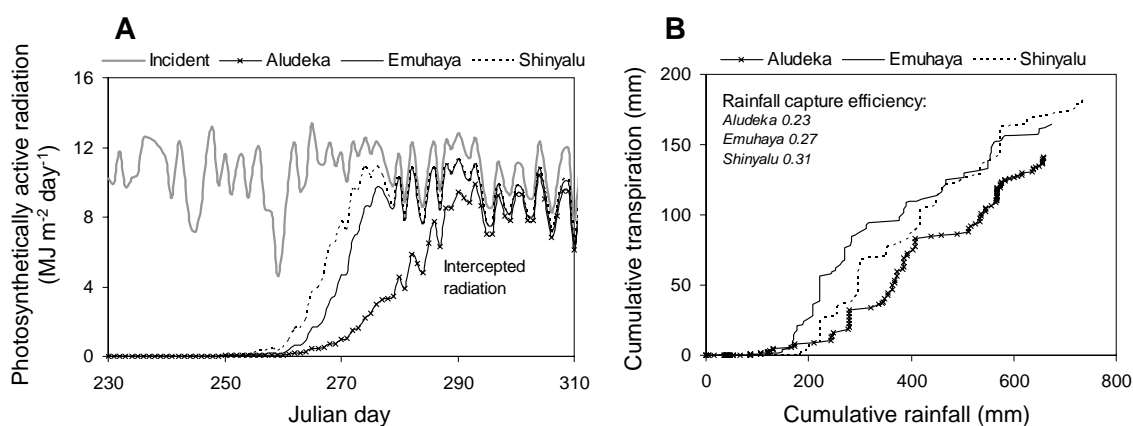 A
Incident Aludeka Emuhaya Shinyalu
Photosynthetically active radiation
(MJ m⁻² day⁻¹)
16
12
8
4
0
Intercepted
radiation
230 250 270 290 310
Julian day
B
Aludeka Emuhaya Shinyalu
Cumulative transpiration (mm)
200
150
100
50
0
Rainfall capture efficiency:
Aludeka 0.23
Emuhaya 0.27
Shinyalu 0.31
0 200 400 600 800
Cumulative rainfall (mm)